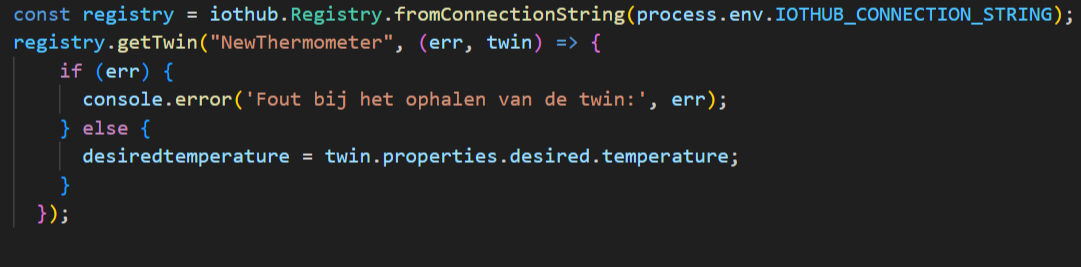 const registry = iothub.Registry.fromConnectionString(process.env.IOTHUB_CONNECTION_STRING);
registry.getTwin("NewThermometer", (err, twin) => {
    if (err) {
      console.error('Fout bij het ophalen van de twin:', err);
    } else {
      desiredtemperature = twin.properties.desired.temperature;
    }
  });